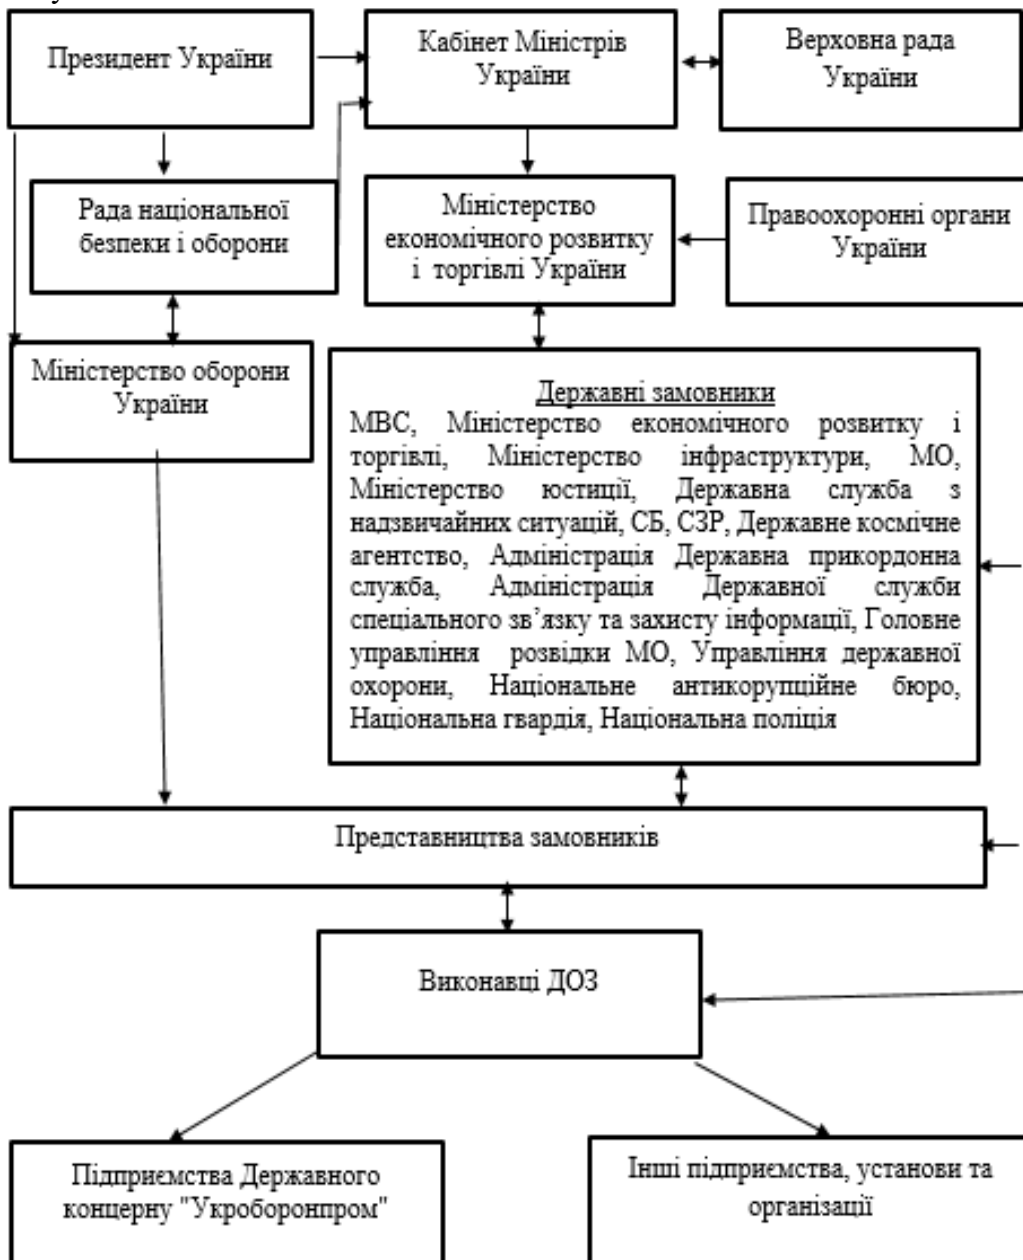 Президент України
Кабінет Міністрів
України
Верховна рада
України
Рада національної
безпеки і оборони
Міністерство
економічного розвитку
і торгівлі України
Правоохоронні органи
України
Міністерство оборони
України
Державні замовники
МВС, Міністерство економічного розвитку і
торгівлі, Міністерство інфраструктури, МО,
Міністерство юстиції, Державна служба з
надзвичайних ситуацій, СБ, СЗР, Державне космічне
агентство, Адміністрація Державна прикордонна
служба, Адміністрація Державної служби
спеціального зв’язку та захисту інформації, Головне
управління розвідки МО, Управління державної
охорони, Національне антикорупційне бюро,
Національна гвардія, Національна поліція
Представництва замовників
Виконавці ДОЗ
Підприємства Державного
концерну "Укроборонпром"
Інші підприємства, установи та
організації